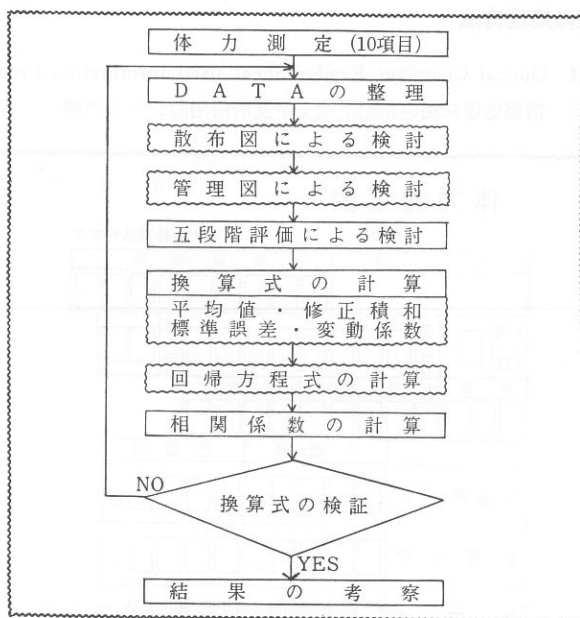 体力測定(10項目)
DATAの整理
散布図による検討
管理図による検討
五段階評価による検討
換算式の計算
平均値・修正積和
標準誤差・変動係数
回帰方程式の計算
相関係数の計算
NO
換算式の検証
YES
結果の考察